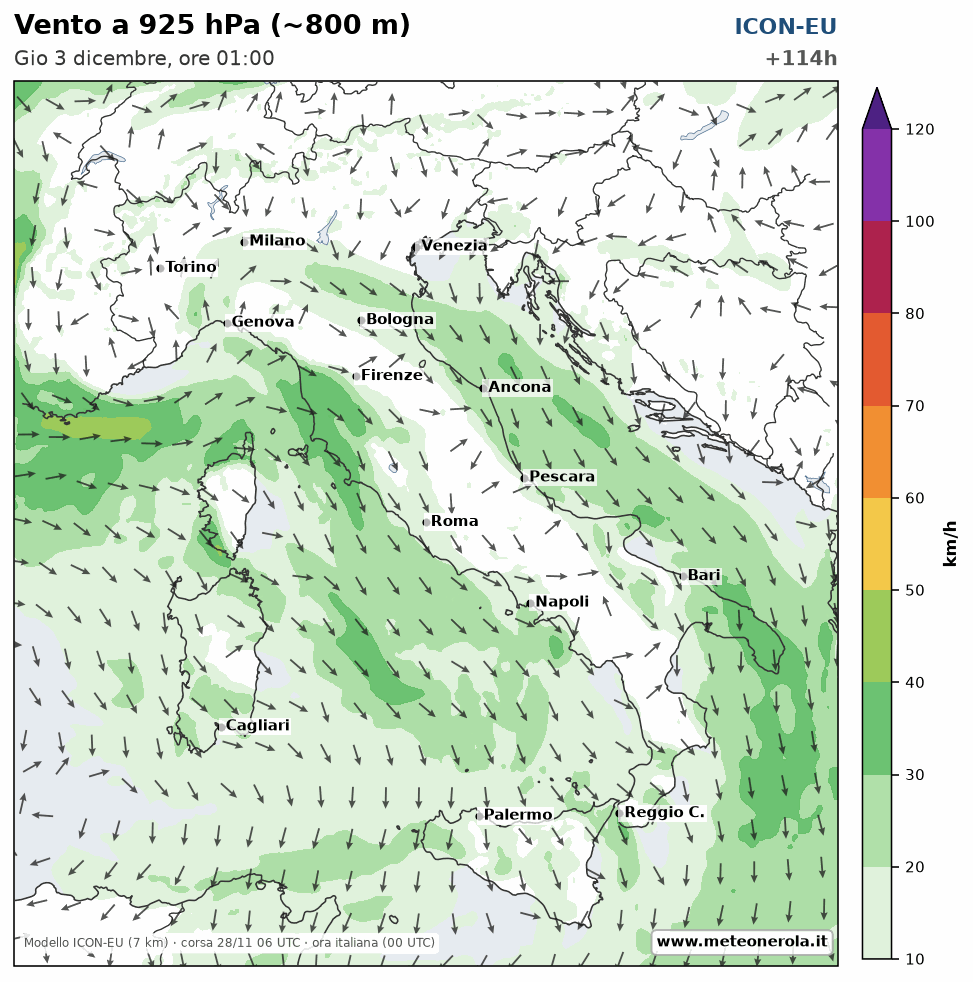 Vento a 925 hPa (~800 m)
ICON-EU
Gio 3 dicembre, ore 01:00
+114h
120
100
80
70
60
50
40
30
20
10
km/h
Milano
Venezia
Torino
Genova
Bologna
Firenze
Ancona
Pescara
Roma
Bari
Napoli
Cagliari
Palermo
Reggio C.
Modello ICON-EU (7 km) · corsa 28/11 06 UTC · ora italiana (00 UTC)
www.meteonerola.it